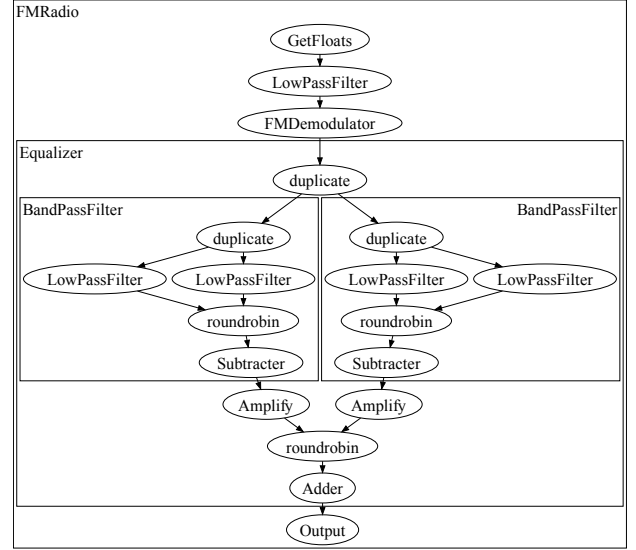 FMRadio
GetFloats
LowPassFilter
FMDemodulator
Equalizer
duplicate
BandPassFilter
BandPassFilter
duplicate
duplicate
LowPassFilter
LowPassFilter
LowPassFilter
LowPassFilter
roundrobin
roundrobin
Subtracter
Subtracter
Amplify
Amplify
roundrobin
Adder
Output